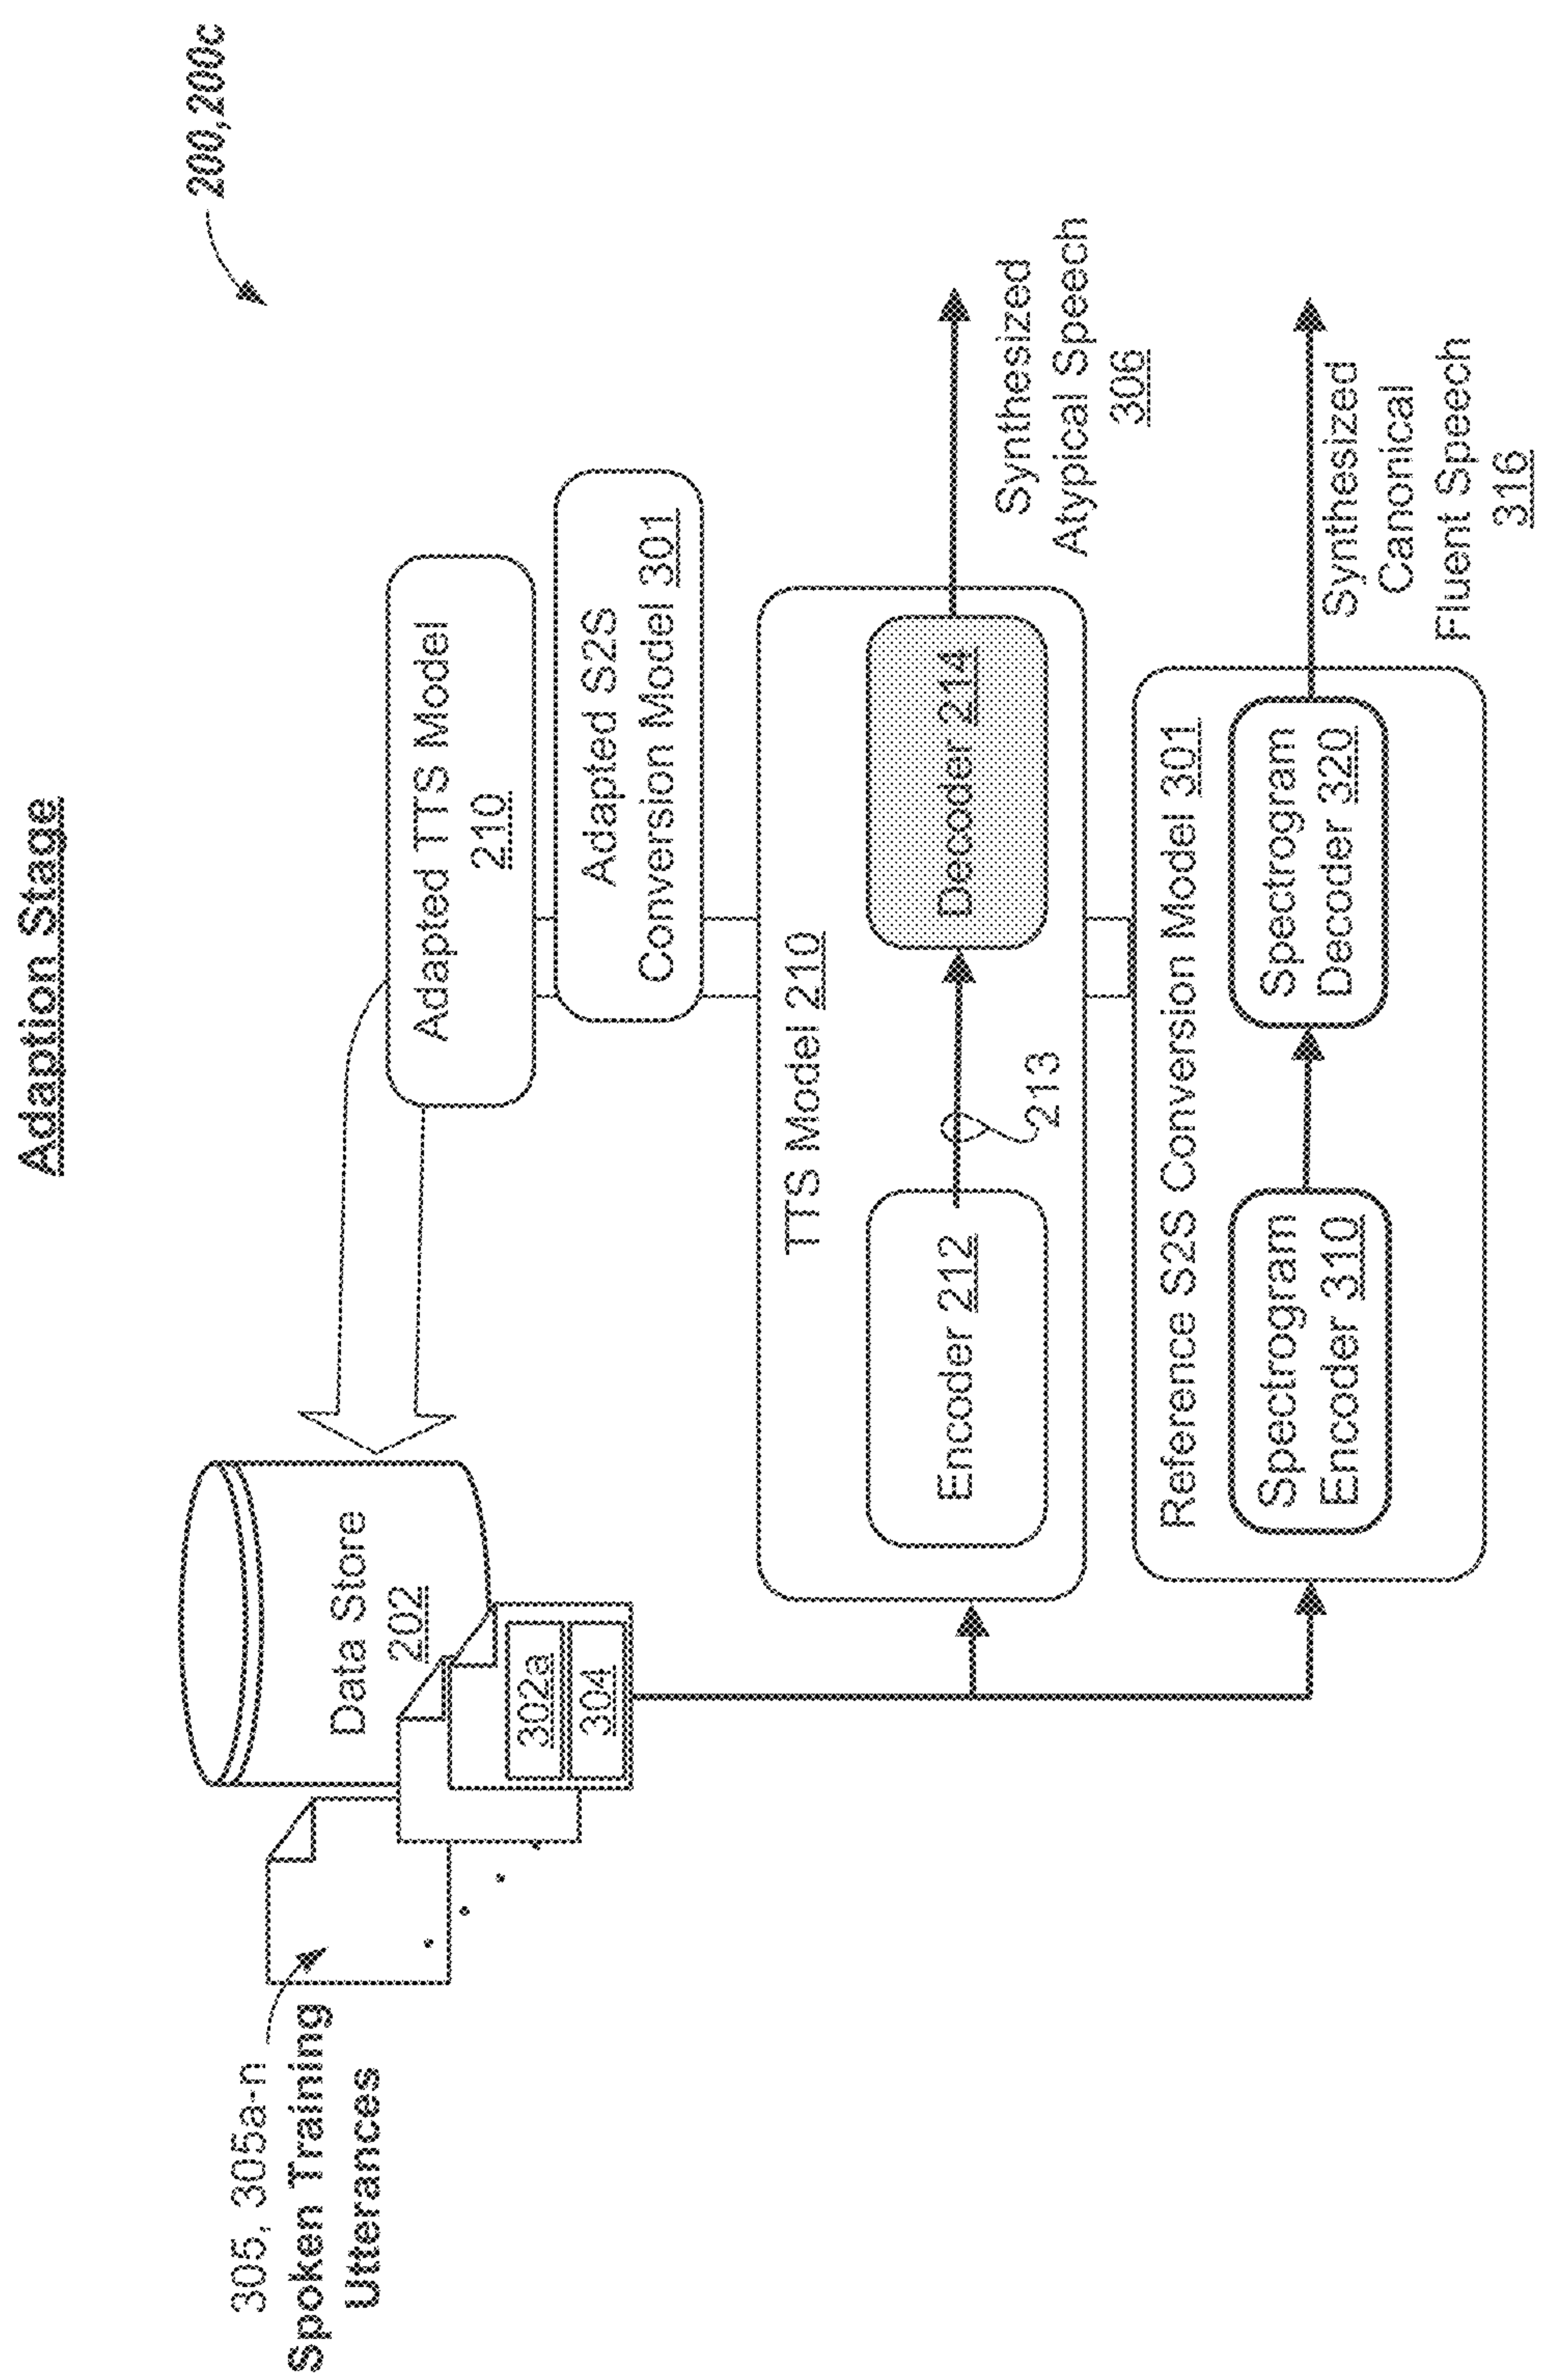 Adaption Stage
200,200c
305, 305a-n
Spoken Training
Utterances
Data Store
202
302a
304
Adapted TTS Model
210
Adapted S2S
Conversion Model 301
TTS Model 210
Encoder 212
213
Decoder 214
Synthesized
Atypical Speech
306
Reference S2S Conversion Model 301
Spectrogram
Encoder 310
Spectrogram
Decoder 320
Synthesized
Canonical
Fluent Speech
316